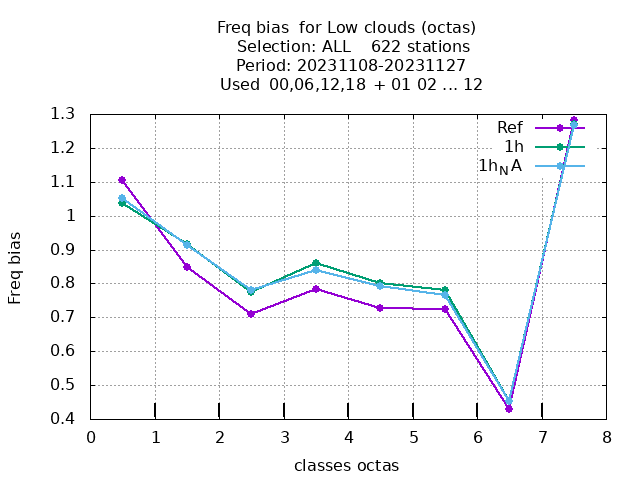 Freq bias  for Low clouds (octas)
Selection: ALL    622 stations
Period: 20231108-20231127
Used  00,06,12,18  + 01 02 ... 12
Ref
1h
1h_NA
1.3
1.2
1.1
1
0.9
0.8
0.7
0.6
0.5
0.4
Freq bias
0 1 2 3 4 5 6 7 8
classes octas